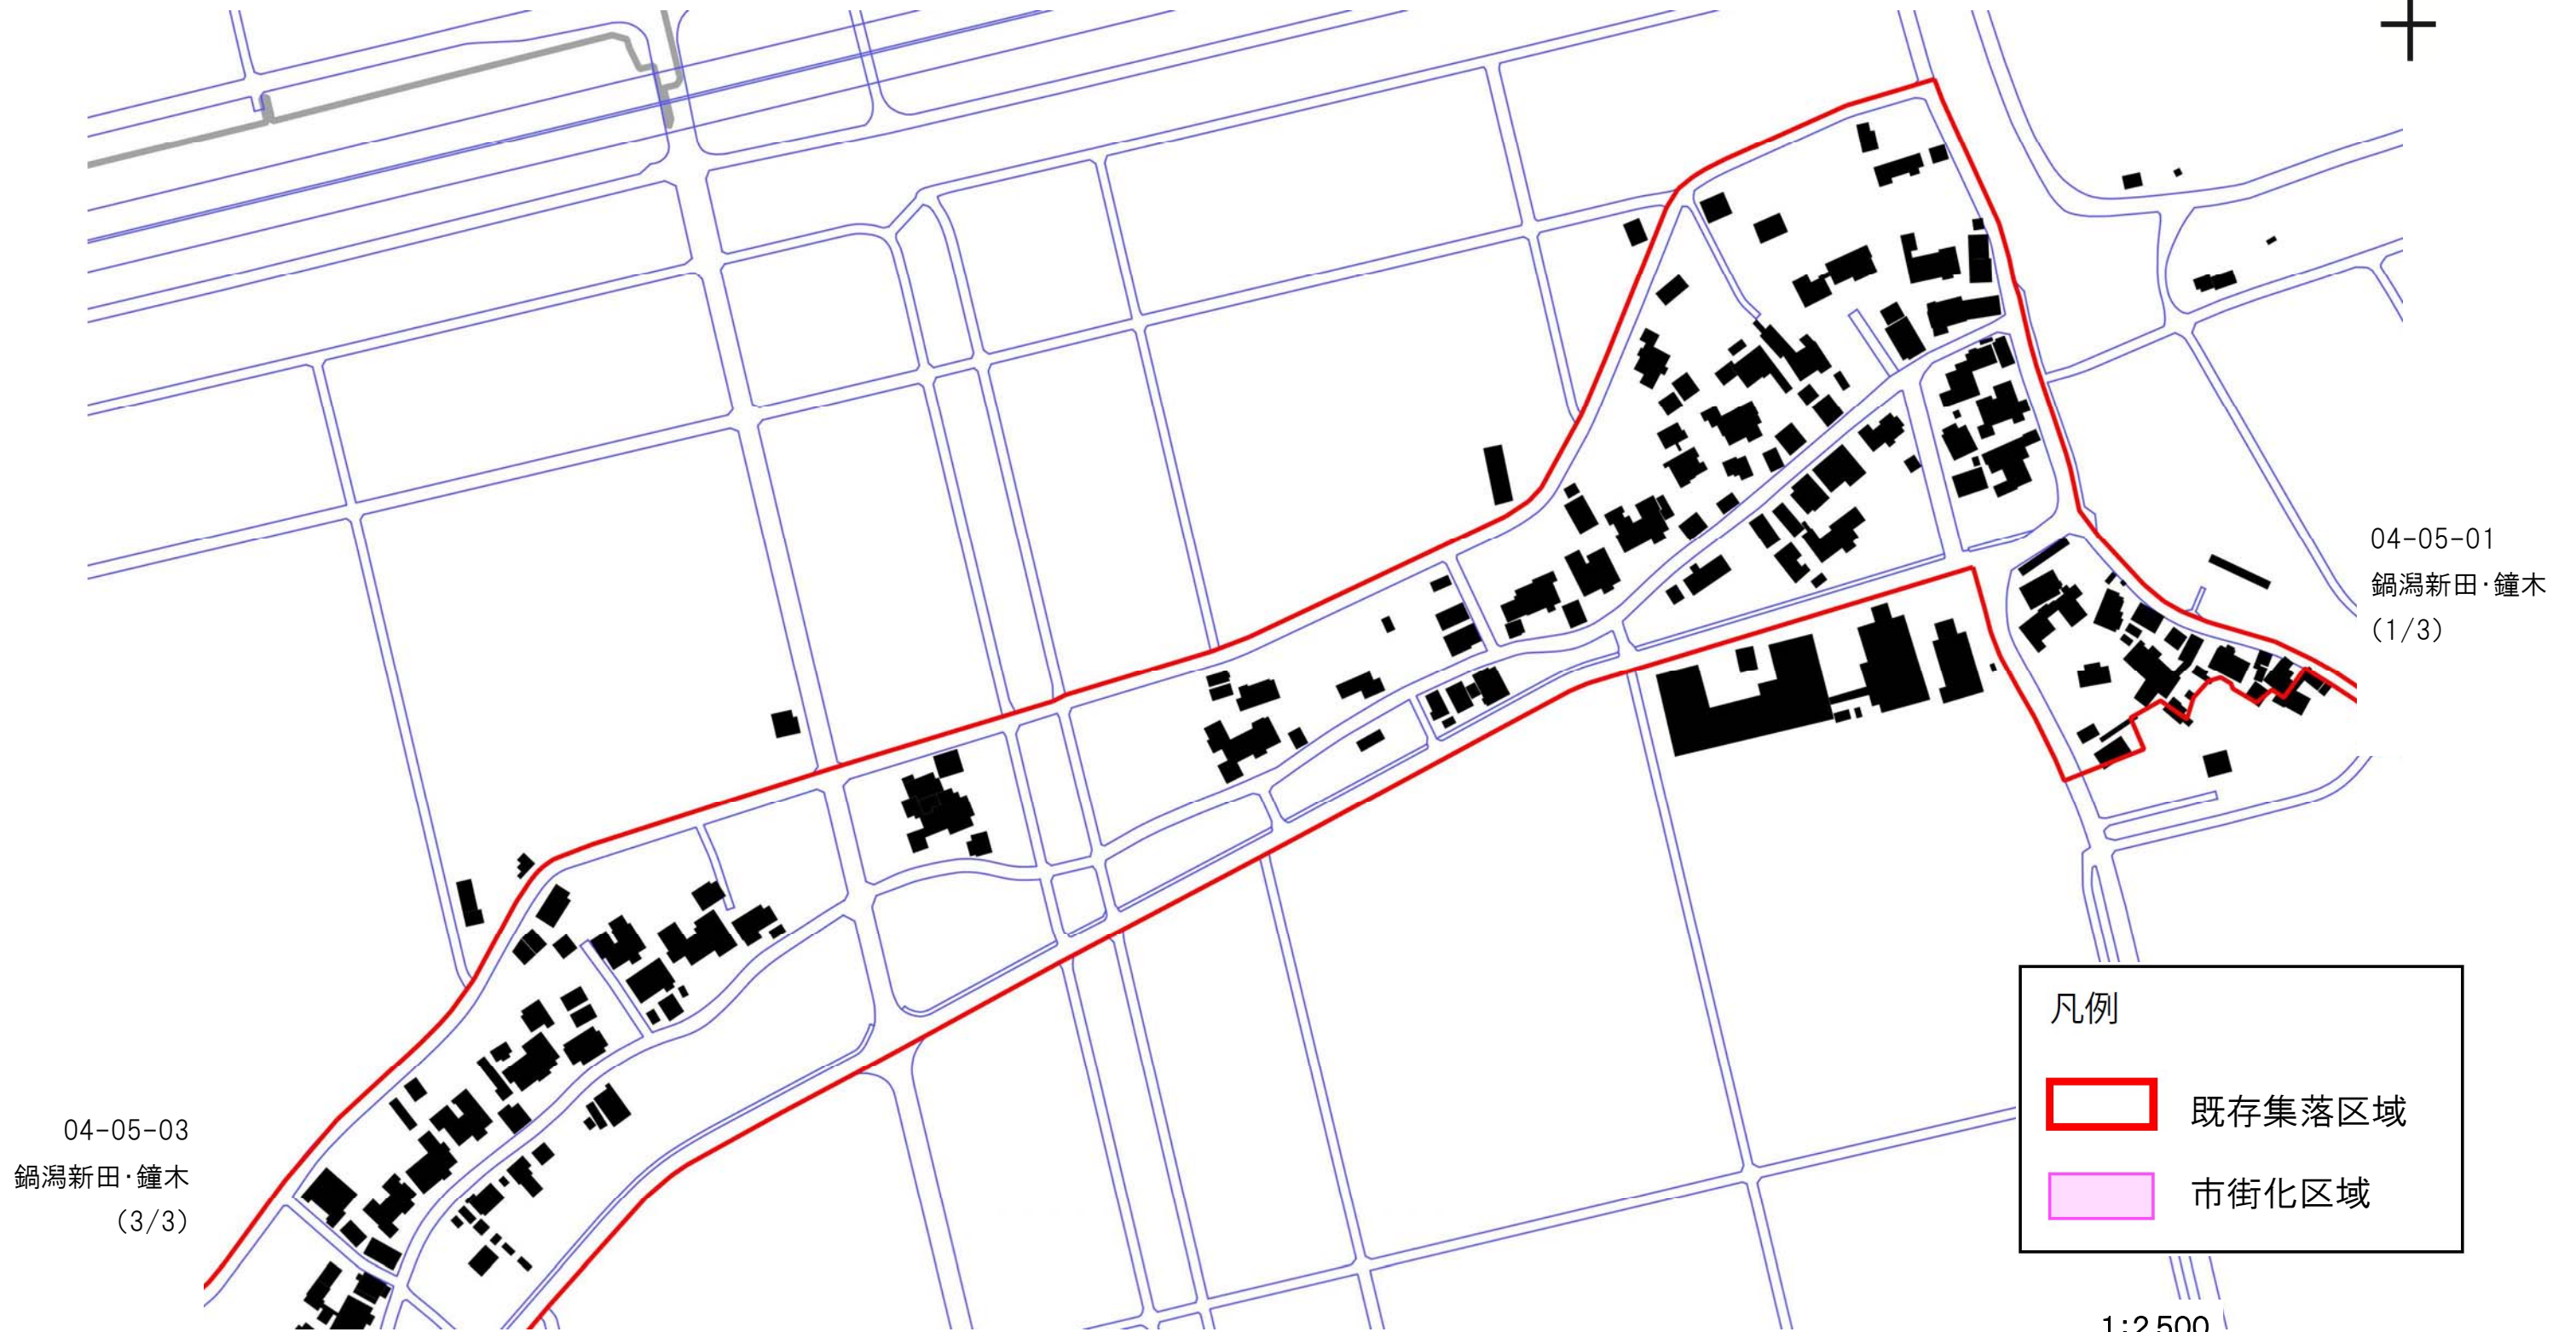 04-05-01
鍋潟新田・鐘木
(1/3)
凡例
既存集落区域
市街化区域
04-05-03
鍋潟新田・鐘木
(3/3)
1:2,500